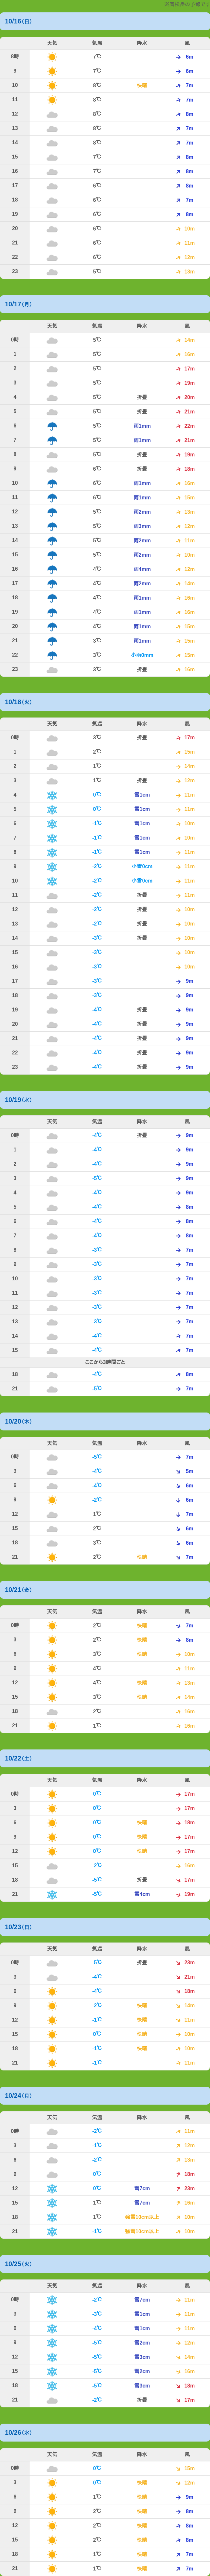 の予報です
10/16(日)
天気 気温 降水 風
8時 7℃ 6m
9 7℃ 6m
10 8℃ 快晴 7m
11 8℃ 7m
12 8℃ 8m
13 8℃ 7m
14 8℃ 7m
15 7℃ 8m
16 7℃ 8m
17 6℃ 8m
18 6℃ 7m
19 6℃ 8m
20 6℃ 10m
21 6℃ 11m
22 6℃ 12m
23 5℃ 13m
10/17(月)
天気 気温 降水 風
0時 5℃ 14m
1 5℃ 16m
2 5℃ 17m
3 5℃ 19m
4 5℃ 折畳 20m
5 5℃ 折畳 21m
6 5℃ 雨1mm 22m
7 5℃ 雨1mm 21m
8 5℃ 折畳 19m
9 6℃ 折畳 18m
10 6℃ 雨1mm 16m
11 6℃ 雨1mm 15m
12 5℃ 雨2mm 13m
13 5℃ 雨3mm 12m
14 5℃ 雨2mm 11m
15 5℃ 雨2mm 10m
16 4℃ 雨4mm 12m
17 4℃ 雨2mm 14m
18 4℃ 雨1mm 16m
19 4℃ 雨1mm 16m
20 4℃ 雨1mm 15m
21 3℃ 雨1mm 15m
22 3℃ 小雨0mm 15m
23 3℃ 折畳 16m
10/18(火)
天気 気温 降水 風
0時 3℃ 折畳 17m
1 2℃ 15m
2 1℃ 14m
3 1℃ 折畳 12m
4 0℃ 雪1cm 11m
5 0℃ 雪1cm 11m
6 -1℃ 雪1cm 10m
7 -1℃ 雪1cm 10m
8 -1℃ 雪1cm 11m
9 -2℃ 小雪0cm 11m
10 -2℃ 小雪0cm 11m
11 -2℃ 折畳 11m
12 -2℃ 折畳 10m
13 -2℃ 折畳 10m
14 -3℃ 折畳 10m
15 -3℃ 10m
16 -3℃ 10m
17 -3℃ 9m
18 -3℃ 9m
19 -4℃ 折畳 9m
20 -4℃ 折畳 9m
21 -4℃ 折畳 9m
22 -4℃ 折畳 9m
23 -4℃ 折畳 9m
10/19(水)
天気 気温 降水 風
0時 -4℃ 折畳 9m
1 -4℃ 9m
2 -4℃ 9m
3 -5℃ 9m
4 -4℃ 9m
5 -4℃ 8m
6 -4℃ 8m
7 -4℃ 8m
8 -3℃ 7m
9 -3℃ 7m
10 -3℃ 7m
11 -3℃ 7m
12 -3℃ 7m
13 -3℃ 7m
14 -4℃ 7m
15 -4℃ 7m
ここから3時間ごと
18 -4℃ 8m
21 -5℃ 7m
10/20(木)
天気 気温 降水 風
0時 -5℃ 7m
3 -4℃ 5m
6 -4℃ 6m
9 -2℃ 6m
12 1℃ 7m
15 2℃ 6m
18 3℃ 6m
21 2℃ 快晴 7m
10/21(金)
天気 気温 降水 風
0時 2℃ 快晴 7m
3 2℃ 快晴 8m
6 3℃ 快晴 10m
9 4℃ 11m
12 4℃ 快晴 13m
15 3℃ 快晴 14m
18 2℃ 16m
21 1℃ 16m
10/22(土)
天気 気温 降水 風
0時 0℃ 17m
3 0℃ 17m
6 0℃ 快晴 18m
9 0℃ 快晴 17m
12 0℃ 快晴 17m
15 -2℃ 16m
18 -5℃ 折畳 17m
21 -5℃ 雪4cm 19m
10/23(日)
天気 気温 降水 風
0時 -5℃ 折畳 23m
3 -4℃ 21m
6 -4℃ 18m
9 -2℃ 快晴 14m
12 -1℃ 快晴 11m
15 0℃ 快晴 10m
18 -1℃ 快晴 10m
21 -1℃ 11m
10/24(月)
天気 気温 降水 風
0時 -2℃ 11m
3 -1℃ 12m
6 -2℃ 13m
9 0℃ 18m
12 0℃ 雪7cm 23m
15 1℃ 雪7cm 16m
18 1℃ 雪10cm以上 10m
21 -1℃ 雪10cm以上 10m
10/25(火)
天気 気温 降水 風
0時 -2℃ 雪7cm 11m
3 -3℃ 雪1cm 11m
6 -4℃ 雪1cm 11m
9 -5℃ 雪2cm 12m
12 -5℃ 雪3cm 14m
15 -5℃ 雪2cm 16m
18 -5℃ 雪3cm 18m
21 -2℃ 折畳 17m
10/26(水)
天気 気温 降水 風
0時 0℃ 15m
3 0℃ 快晴 12m
6 1℃ 快晴 9m
9 2℃ 快晴 8m
12 2℃ 快晴 8m
15 2℃ 快晴 8m
18 1℃ 快晴 7m
21 1℃ 快晴 7m